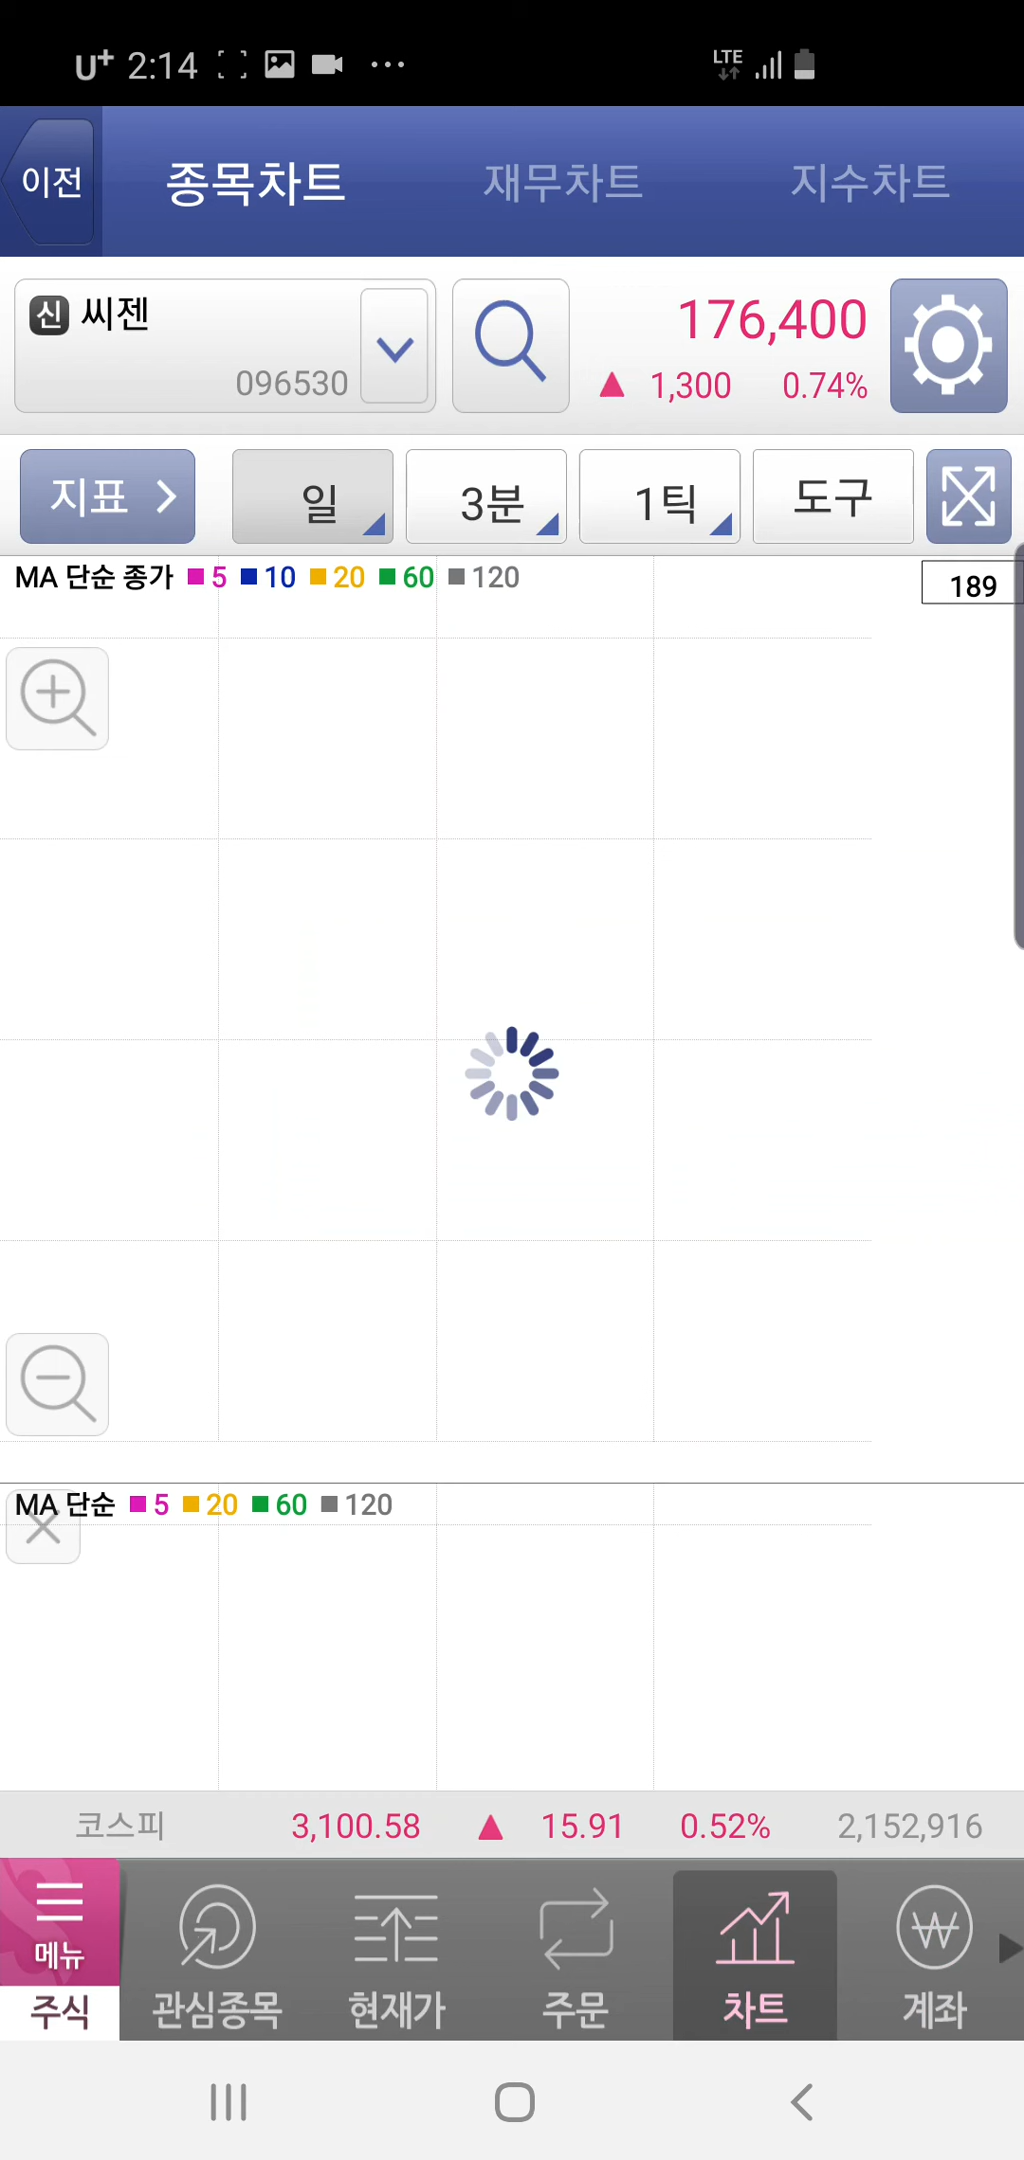 U+ 2:14 LTE
이전 종목차트 재무차트 지수차트
신 씨젠 176,400
096530 ▲ 1,300 0.74%
지표 일 3분 1틱 도구
MA 단순 종가 5 10 20 60 120 189
MA 단순 5 20 60 120
코스피 3,100.58 ▲ 15.91 0.52% 2,152,916
메뉴
주식 관심종목 현재가 주문 차트 계좌